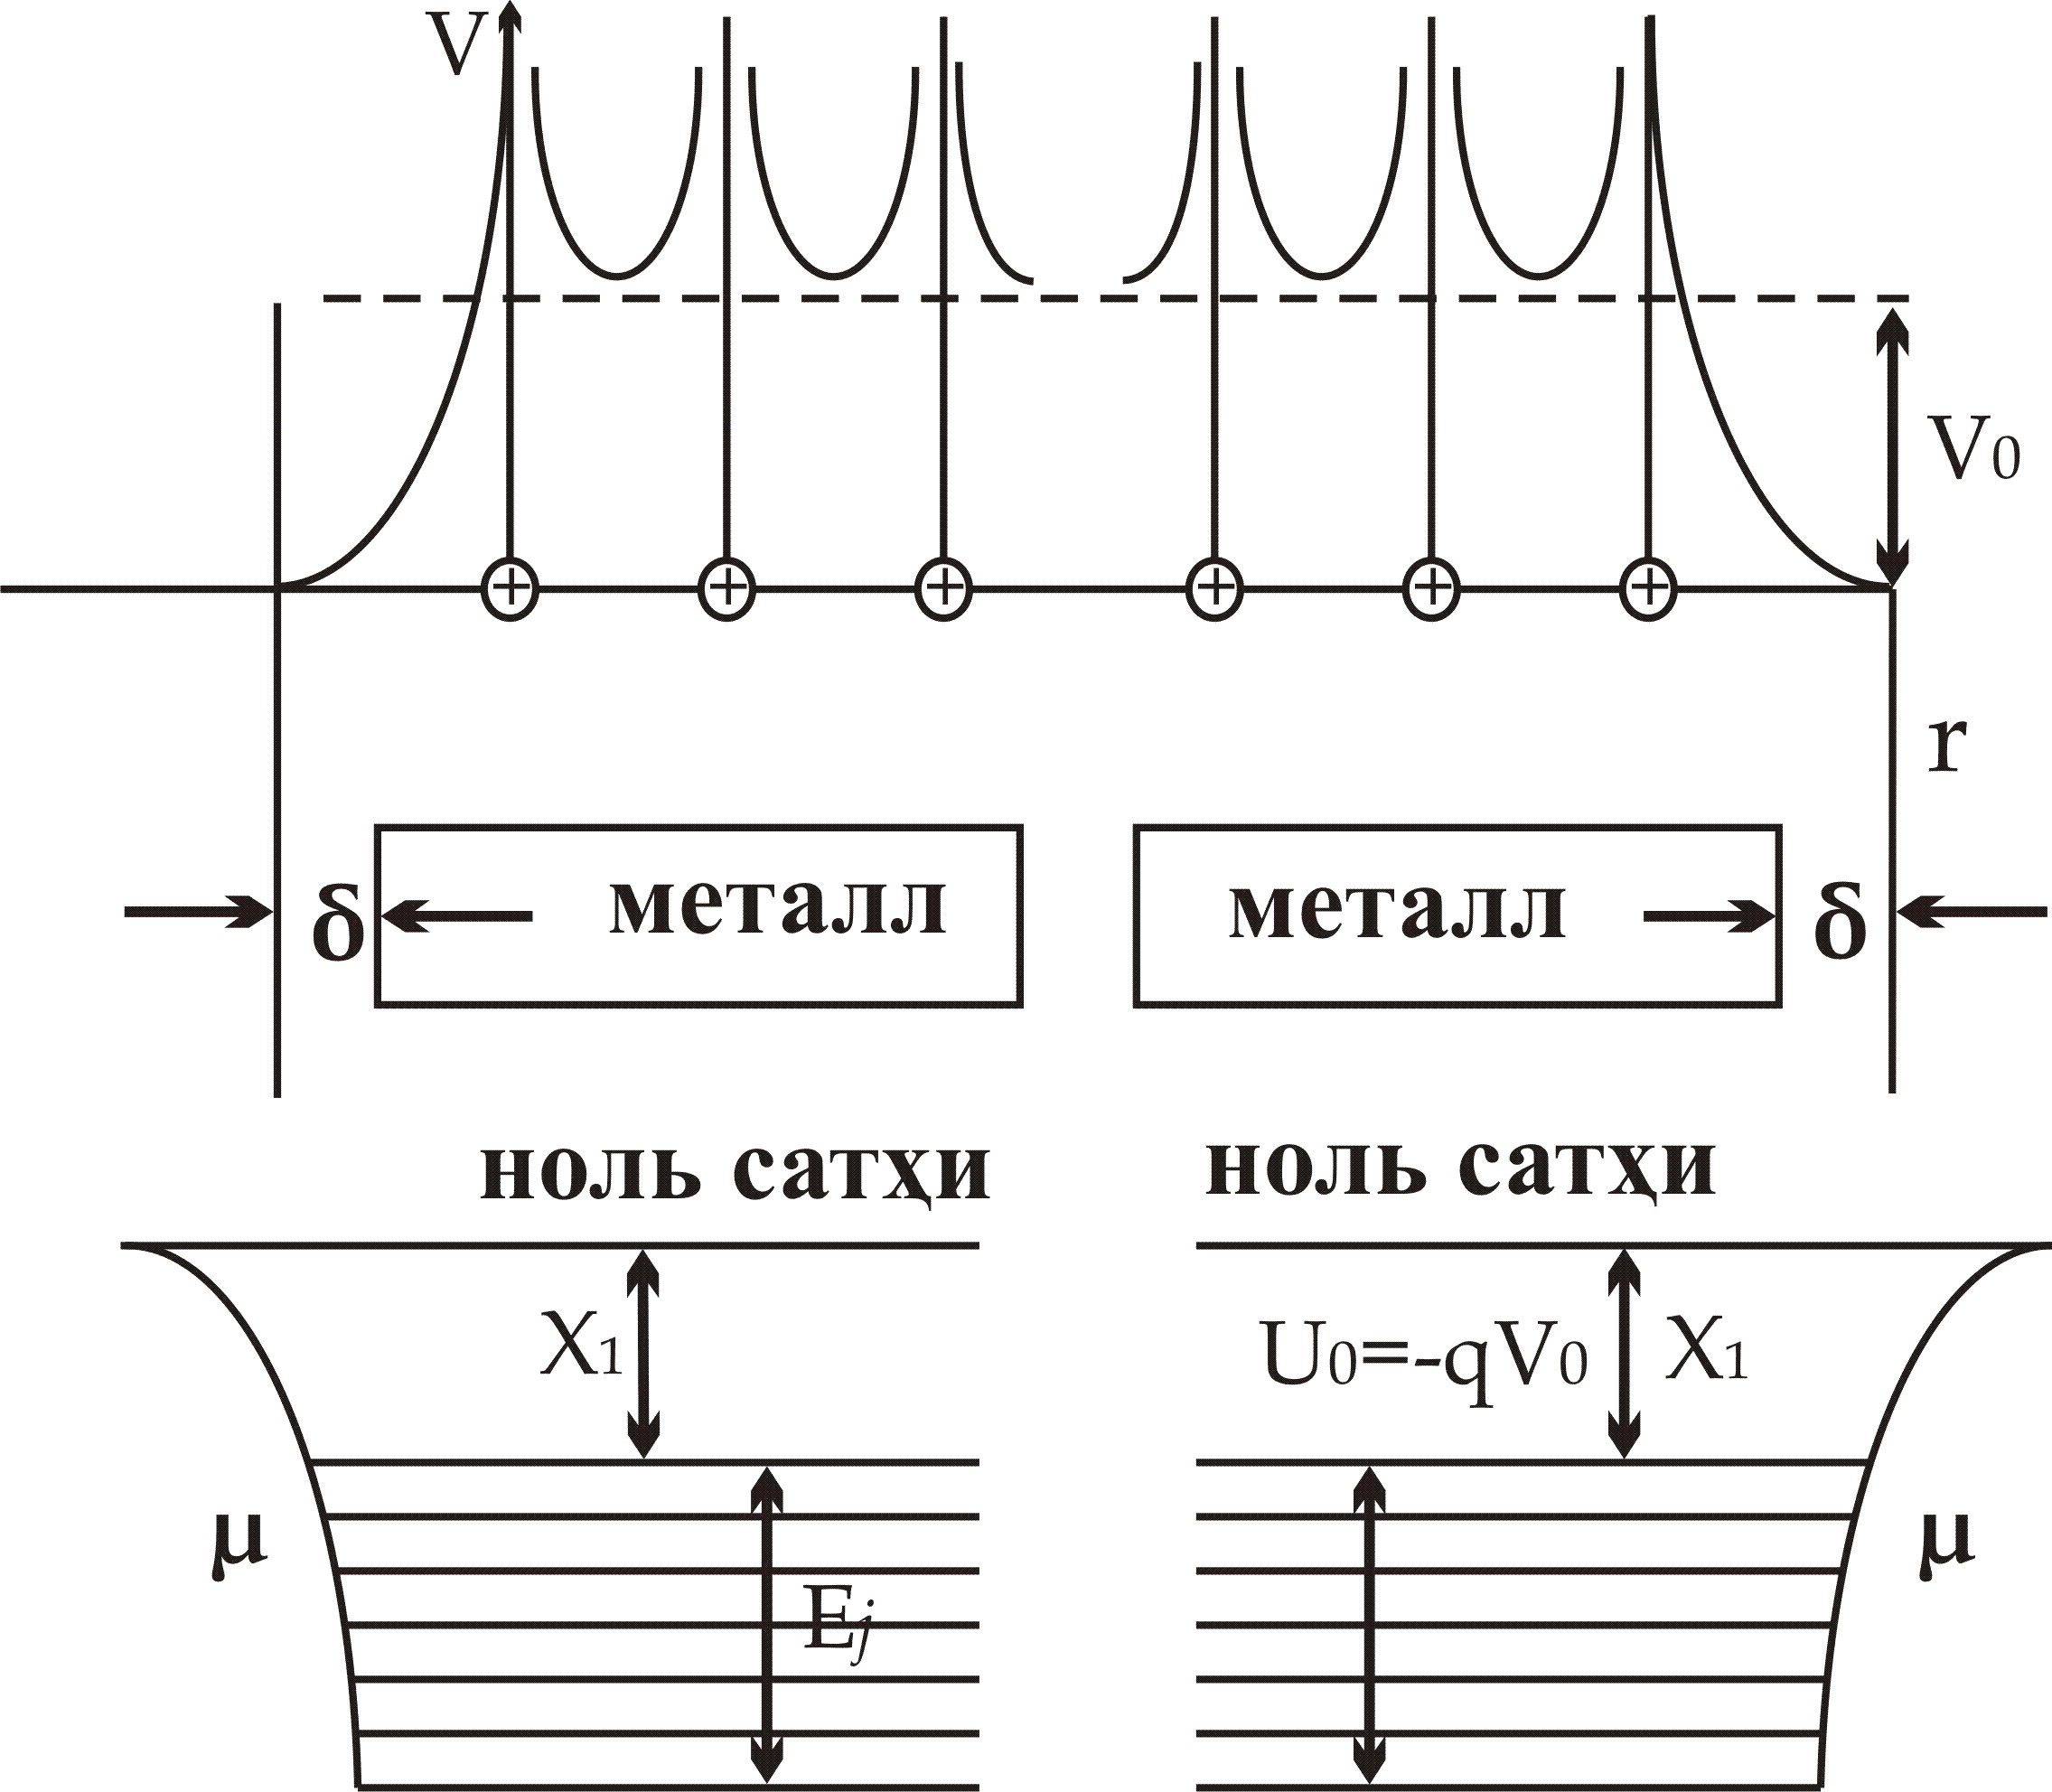 V
+ + + + + +
V₀
r
δ металл металл δ
ноль сатҳи ноль сатҳи
X₁ U₀=-qV₀ X₁
μ μ
Eⱼ